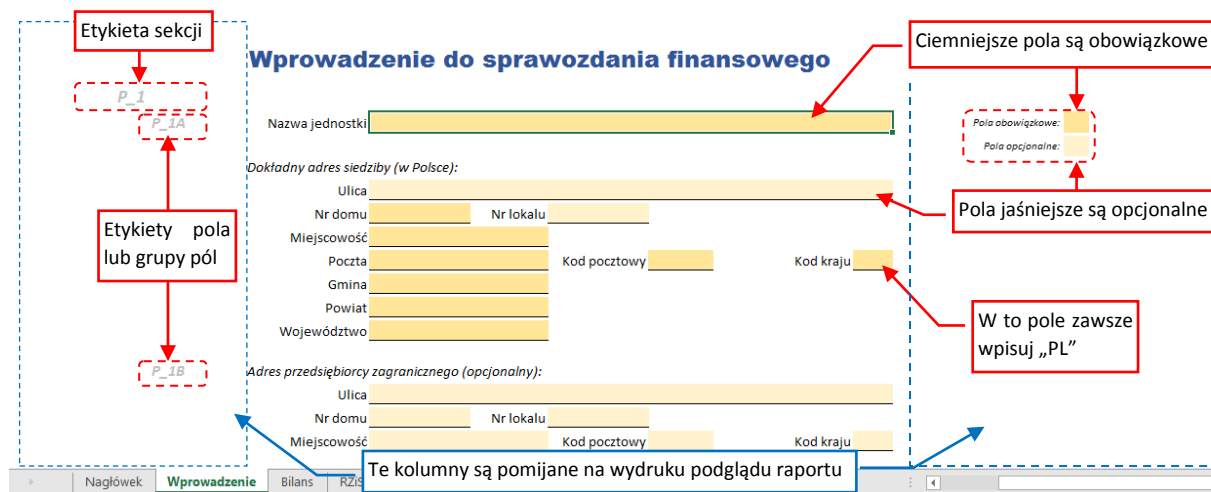 Etykieta sekcji
Ciemniejsze pola są obowiązkowe
Wprowadzenie do sprawozdania finansowego
P_1
P_1A
Nazwa jednostki
Pola obowiązkowe:
Pola opcjonalne:
Dokładny adres siedziby (w Polsce):
Ulica
Pola jaśniejsze są opcjonalne
Nr domu Nr lokalu
Etykiety pola
lub grupy pól
Miejscowość
Poczta Kod pocztowy Kod kraju
Gmina
Powiat
Województwo
W to pole zawsze
wpisuj „PL”
P_1B
Adres przedsiębiorcy zagranicznego (opcjonalny):
Ulica
Nr domu Nr lokalu
Miejscowość Kod pocztowy Kod kraju
Te kolumny są pomijane na wydruku podglądu raportu
Nagłówek Wprowadzenie Bilans RZiS